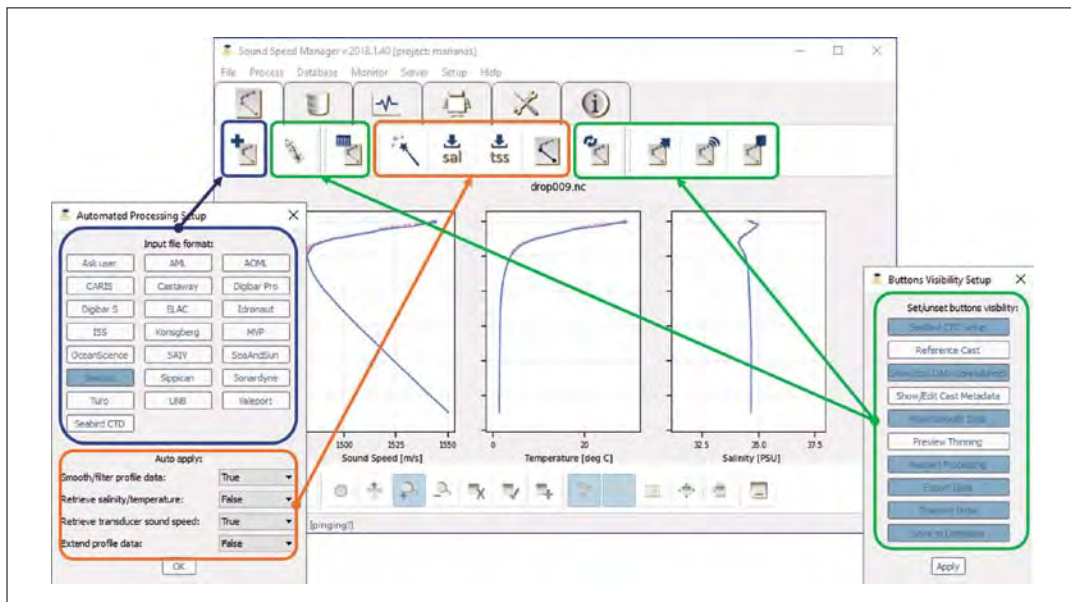 Sound Speed Manager v.2018.1.40 [project: marianas]
File Process Database Monitor Server Setup Help
sal tss
drop009.nc
Automated Processing Setup
Input file format:
Ask user AML AOML
CARIS Castaway Digibar Pro
Digibar S ELAC Idronaut
ISS Konsgberg MVP
OceanScience SAIV SeaAndSun
Sippican Sonardyne
Turo UNB Valeport
Seabird CTD
Auto apply:
Smooth/filter profile data: True
Retrieve salinity/temperature: False
Retrieve transducer sound speed: True
Extend profile data: False
OK
1500 1525 1550
Sound Speed [m/s]
0 20
Temperature [deg C]
32.5 35.0 37.5
Salinity [PSU]
[pinging!]
Buttons Visibility Setup
Set/unset buttons visibility:
Seabird CTD setup
Reference Cast
Show/Edit Cast Metadata
Preview Thinning
Restart Processing
Export Data
Transmit Data
Save to Database
Apply